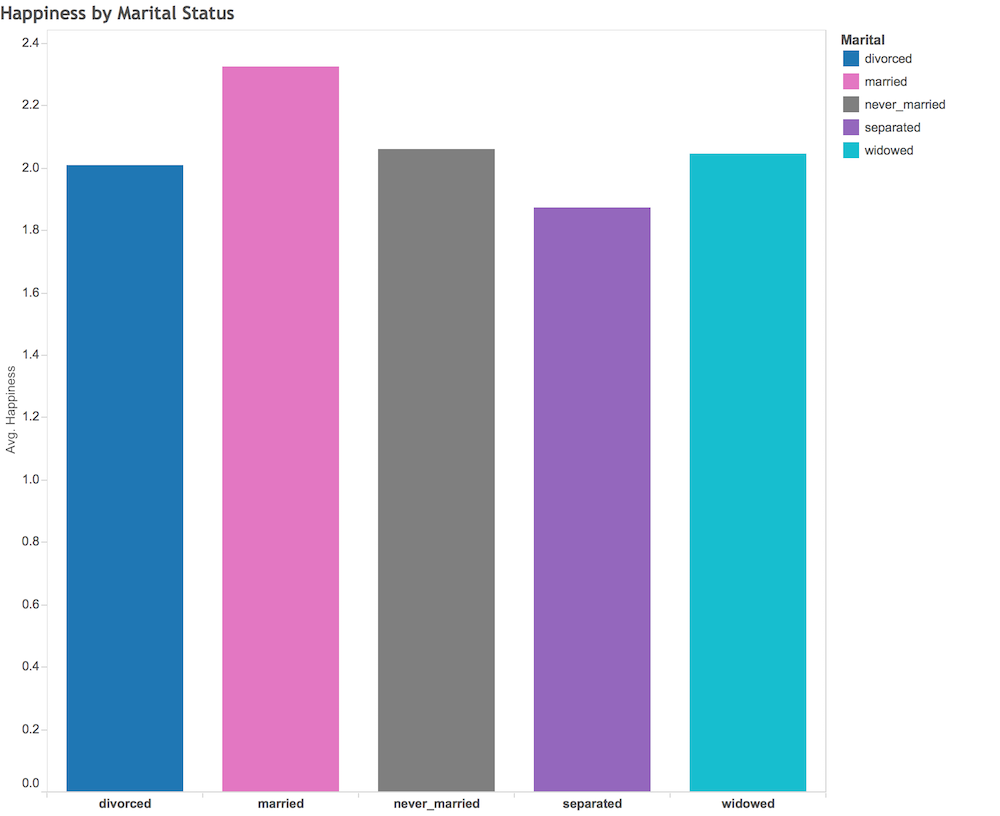 Happiness by Marital Status
Avg. Happiness
2.4
2.2
2.0
1.8
1.6
1.4
1.2
1.0
0.8
0.6
0.4
0.2
0.0
divorced married never_married separated widowed
Marital
divorced
married
never_married
separated
widowed